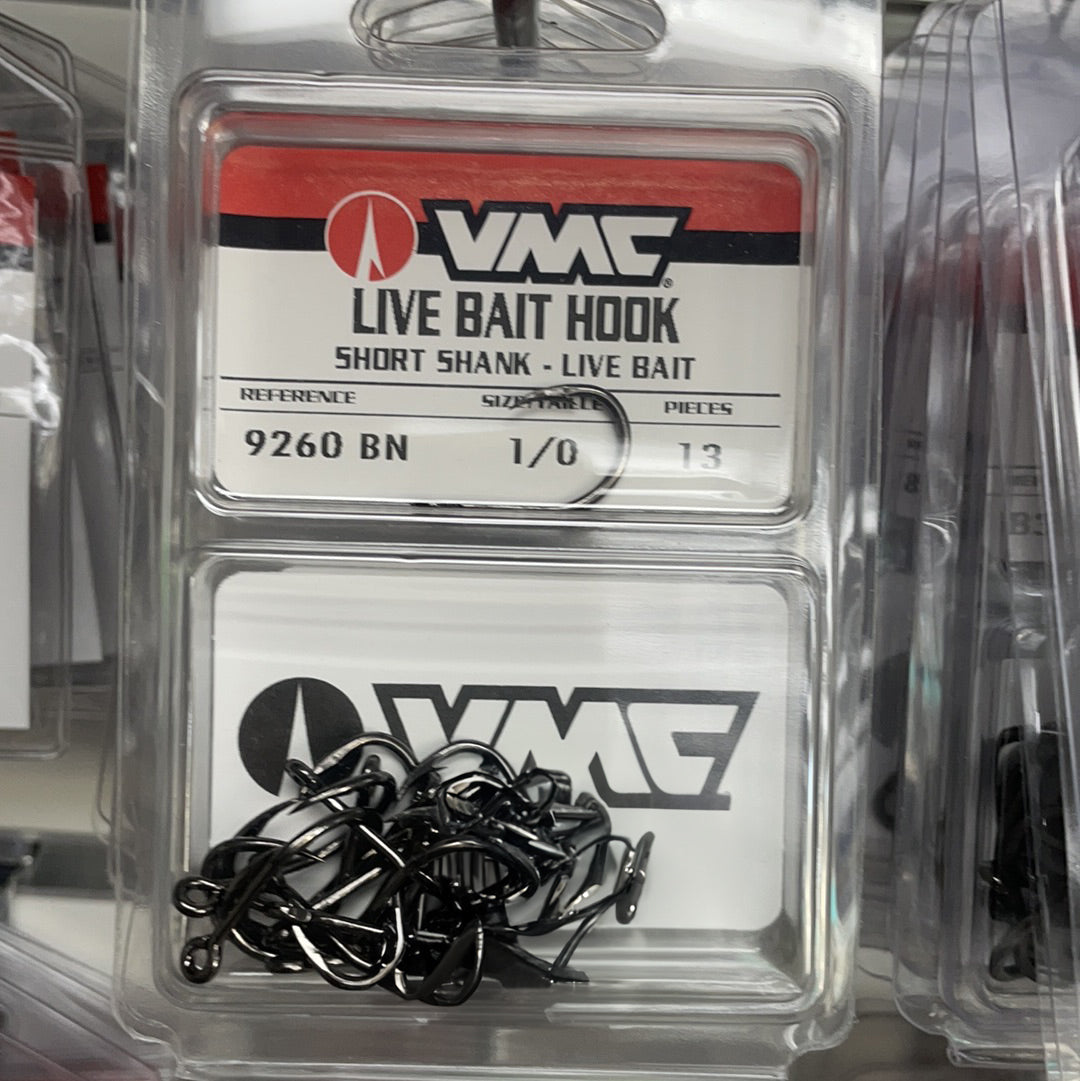 VMC®
LIVE BAIT HOOK
SHORT SHANK - LIVE BAIT
REFERENCE SIZE/TAILLE PIECES
9260 BN 1/0 13
VMC